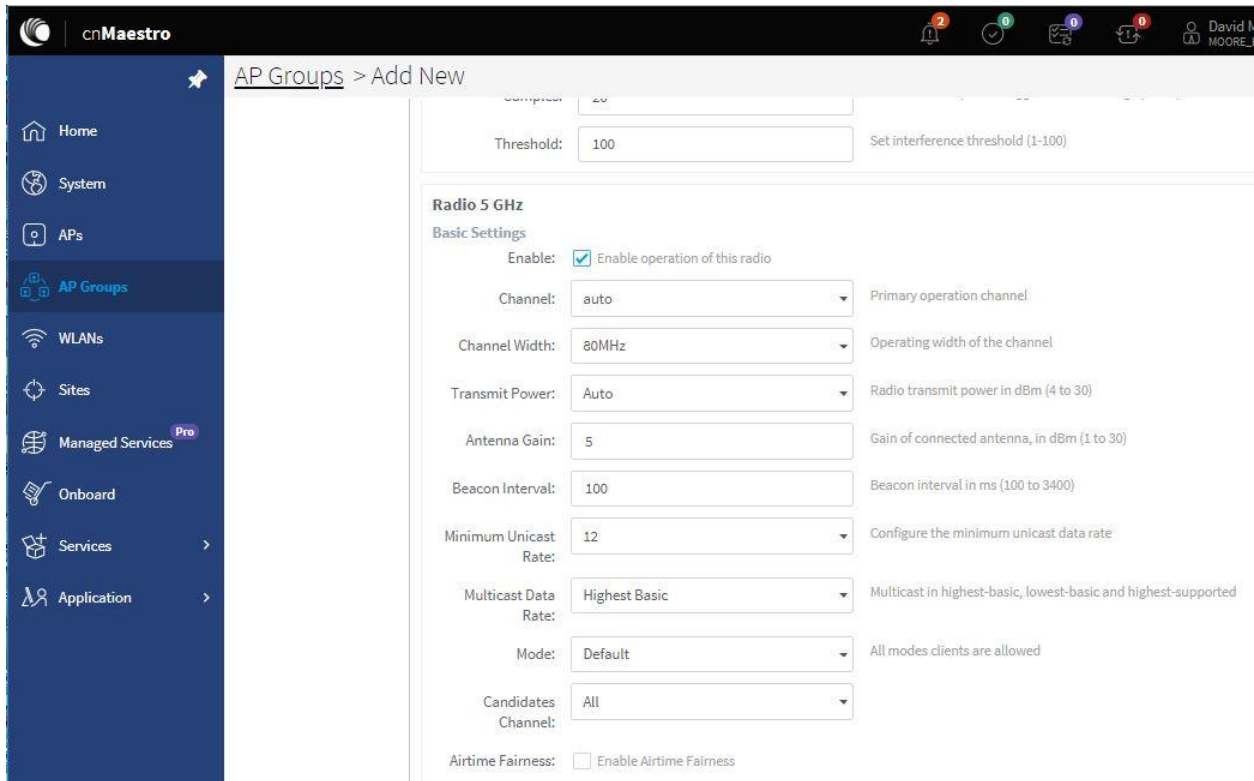 cnMaestro
2
0
0
0
David M
MOORE_
AP Groups > Add New
Home
System
APs
AP Groups
WLANs
Sites
Managed Services Pro
Onboard
Services
Application
Samples: 20
Threshold: 100 Set interference threshold (1-100)
Radio 5 GHz
Basic Settings
Enable: Enable operation of this radio
Channel: auto Primary operation channel
Channel Width: 80MHz Operating width of the channel
Transmit Power: Auto Radio transmit power in dBm (4 to 30)
Antenna Gain: 5 Gain of connected antenna, in dBm (1 to 30)
Beacon Interval: 100 Beacon interval in ms (100 to 3400)
Minimum Unicast Rate: 12 Configure the minimum unicast data rate
Multicast Data Rate: Highest Basic Multicast in highest-basic, lowest-basic and highest-supported
Mode: Default All modes clients are allowed
Candidates Channel: All
Airtime Fairness: Enable Airtime Fairness